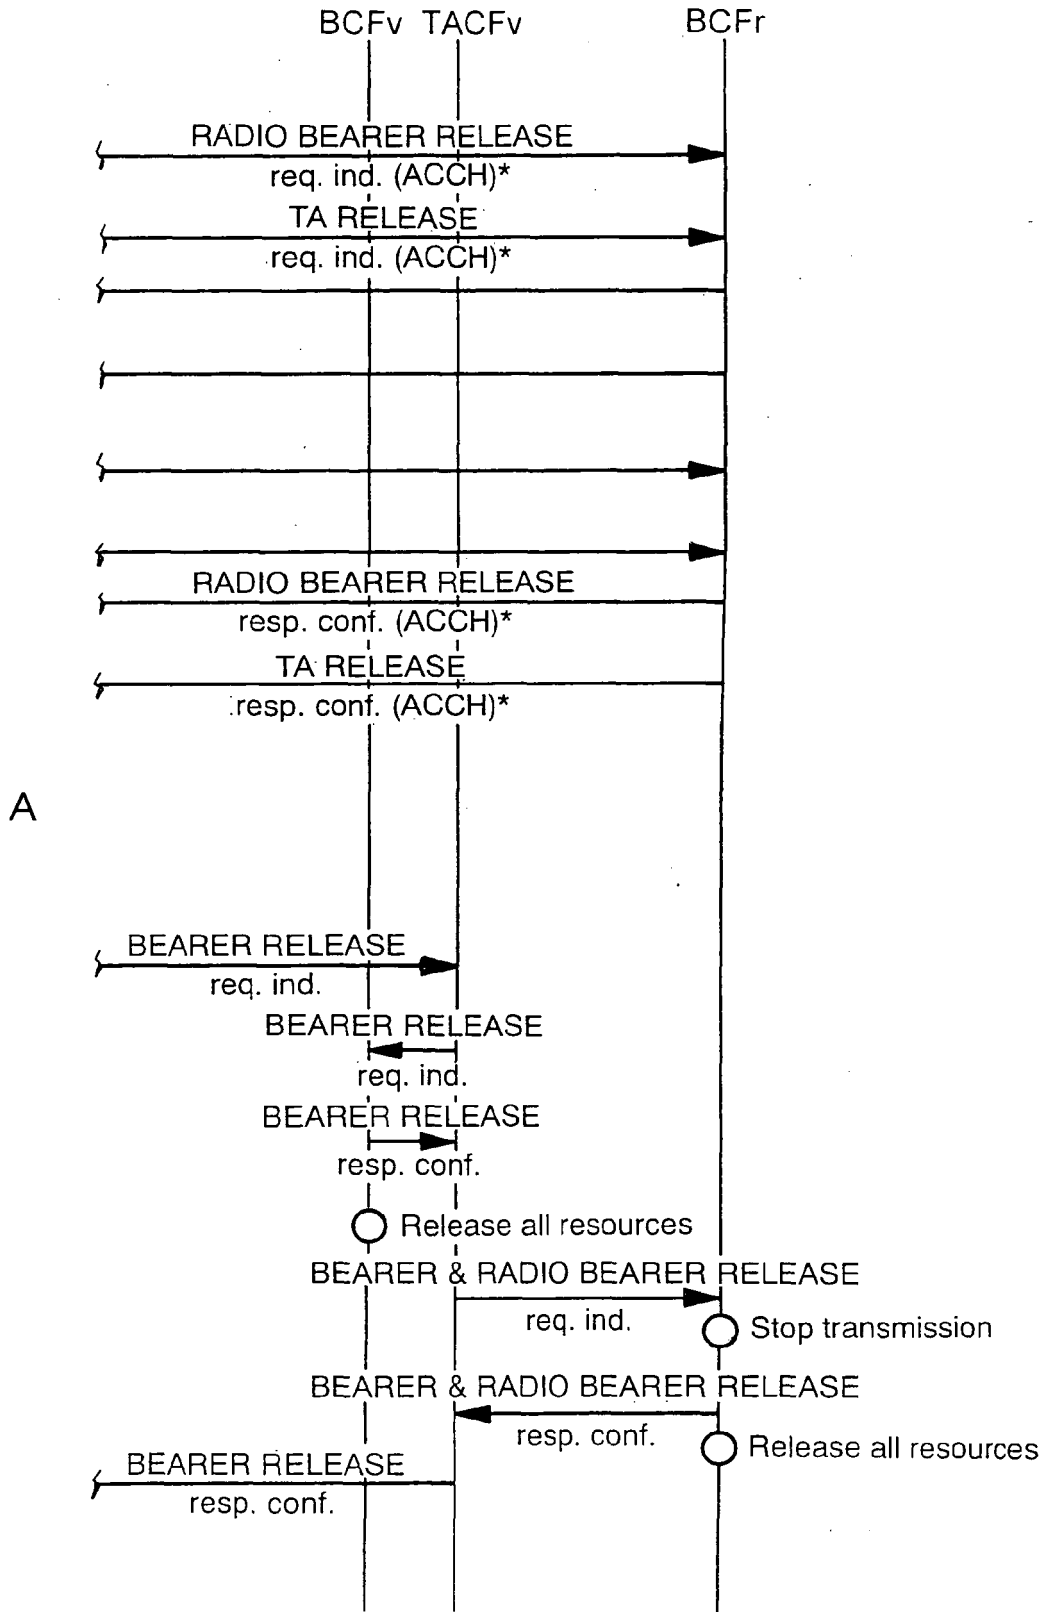 BCFv TACFv BCFr
RADIO BEARER RELEASE
req. ind. (ACCH)*
TA RELEASE
req. ind. (ACCH)*
RADIO BEARER RELEASE
resp. conf. (ACCH)*
TA RELEASE
resp. conf. (ACCH)*
A
BEARER RELEASE
req. ind.
BEARER RELEASE
req. ind.
BEARER RELEASE
resp. conf.
Release all resources
BEARER & RADIO BEARER RELEASE
req. ind.
Stop transmission
BEARER & RADIO BEARER RELEASE
resp. conf.
Release all resources
BEARER RELEASE
resp. conf.